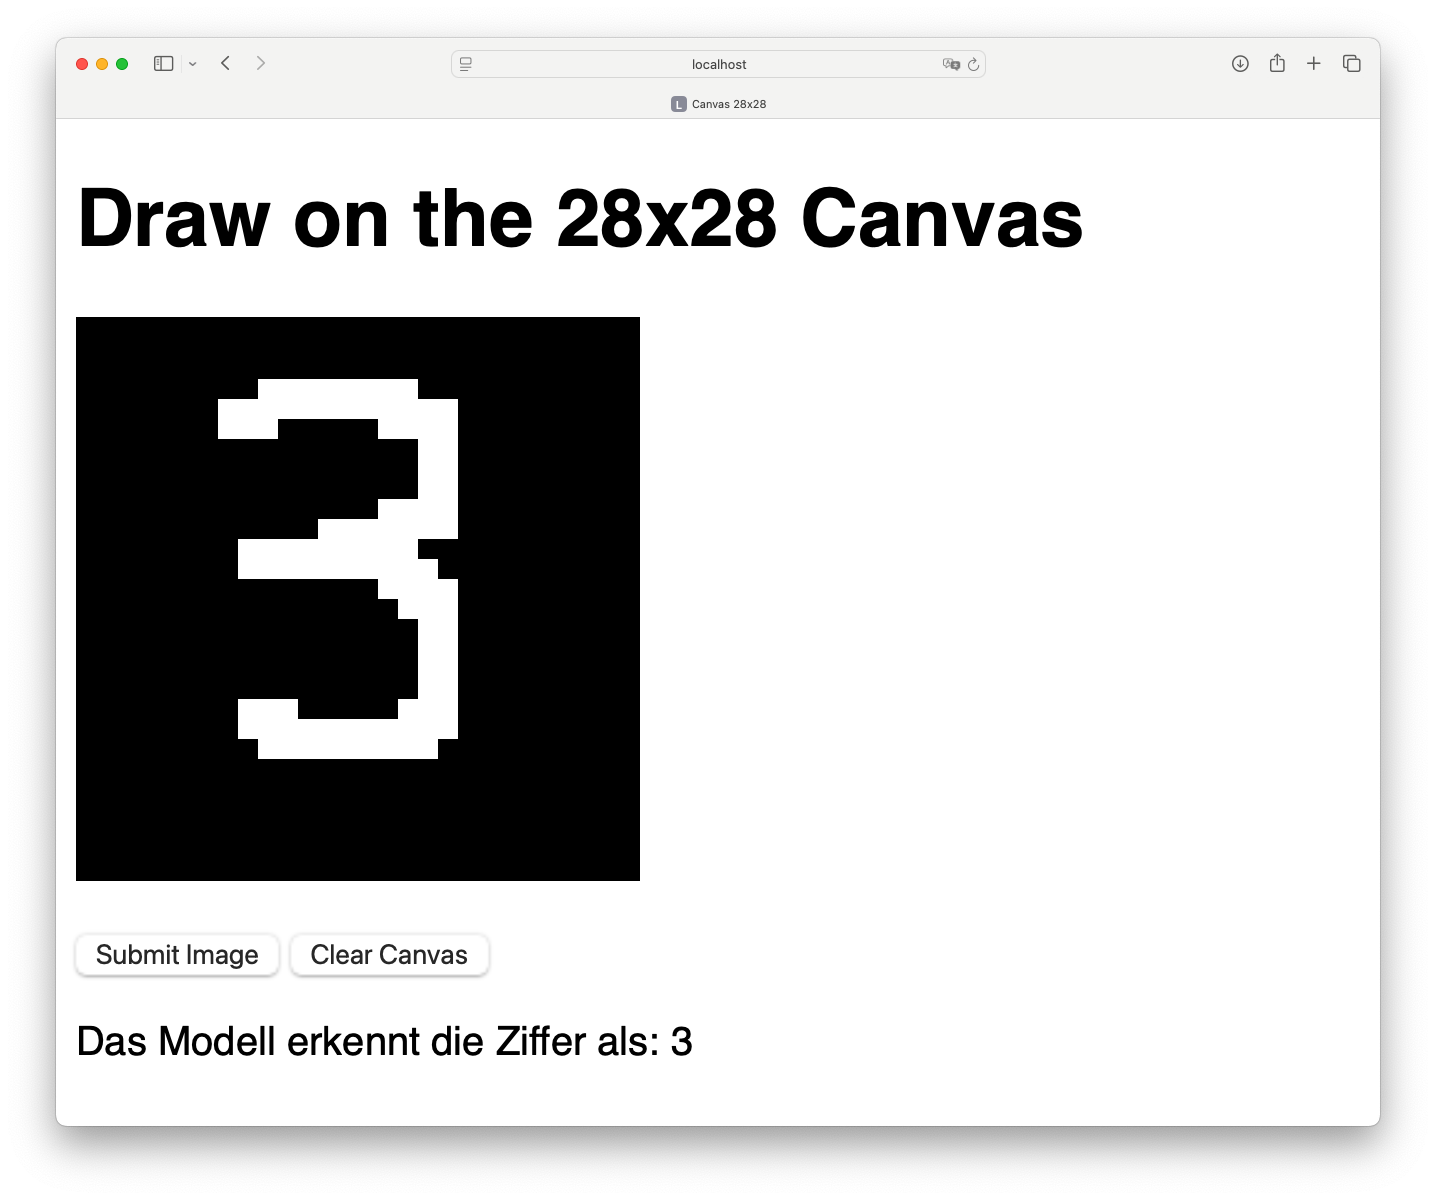 localhost
L Canvas 28x28
Draw on the 28x28 Canvas
3
Submit Image Clear Canvas
Das Modell erkennt die Ziffer als: 3